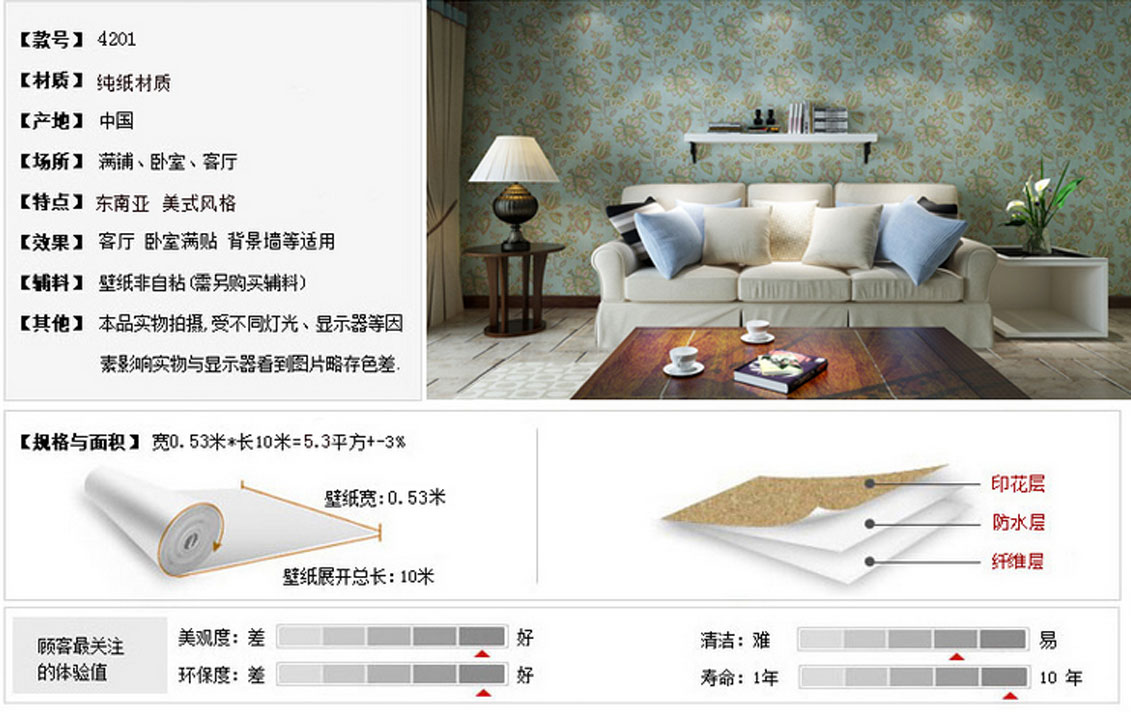 【款号】 4201
【材质】 纯纸材质
【产地】 中国
【场所】 满铺、卧室、客厅
【特点】 东南亚 美式风格
【效果】 客厅 卧室满贴 背景墙等适用
【辅料】 壁纸非自粘(需另购买辅料)
【其他】 本品实物拍摄,受不同灯光、显示器等因
素影响实物与显示器看到图片略存色差.
【规格与面积】 宽0.53米*长10米=5.3平方+-3%
壁纸宽:0.53米
壁纸展开总长:10米
印花层
防水层
纤维层
顾客最关注
的体验值
美观度: 差 好
环保度: 差 好
清洁: 难 易
寿命: 1年 10 年